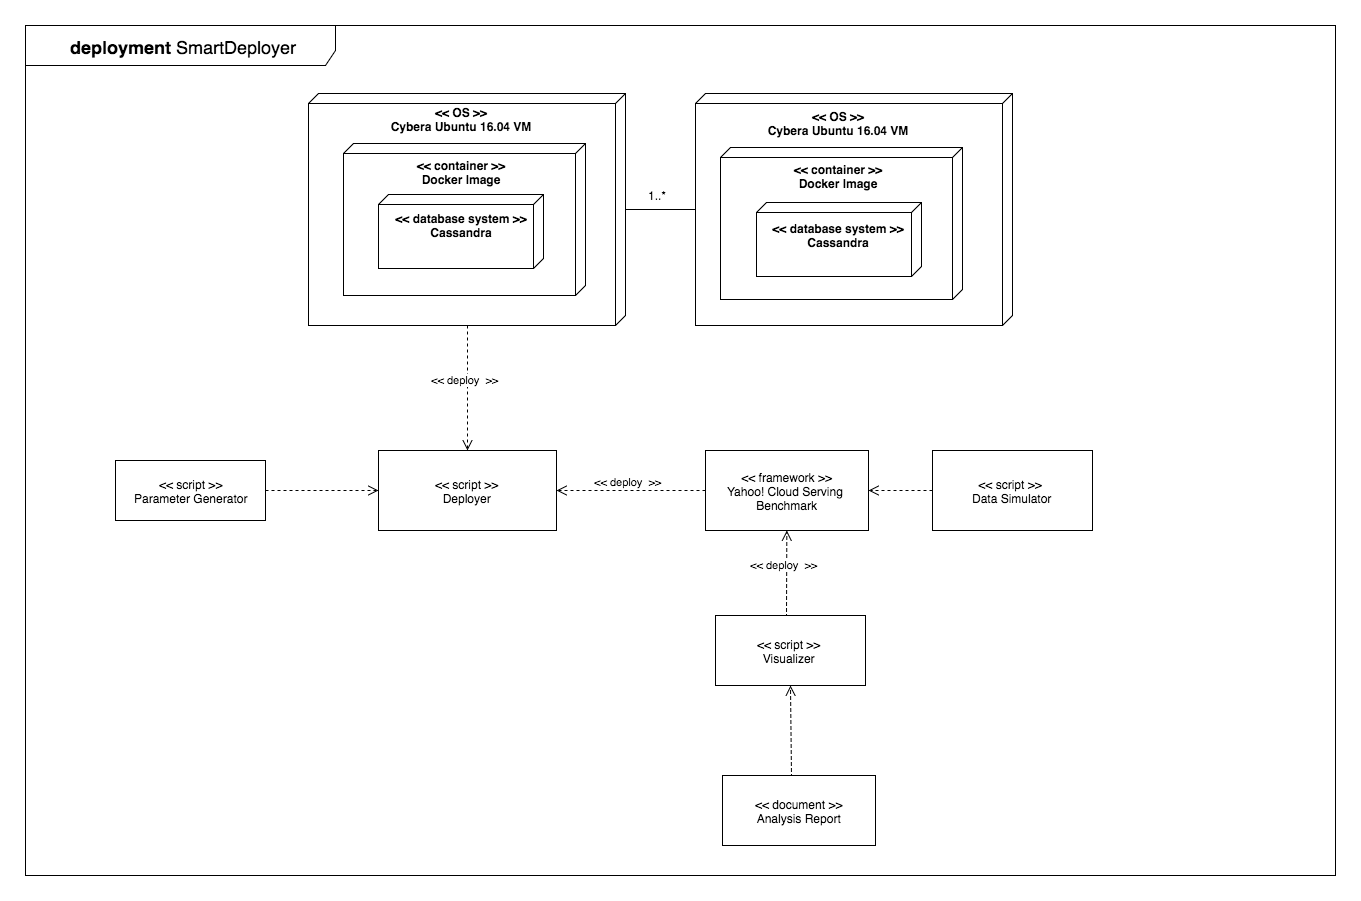 deployment SmartDeployer
<< OS >>
Cybera Ubuntu 16.04 VM
<< container >>
Docker Image
<< database system >>
Cassandra
1..*
<< OS >>
Cybera Ubuntu 16.04 VM
<< container >>
Docker Image
<< database system >>
Cassandra
<< deploy >>
<< script >>
Parameter Generator
<< script >>
Deployer
<< deploy >>
<< framework >>
Yahoo! Cloud Serving
Benchmark
<< script >>
Data Simulator
<< deploy >>
<< script >>
Visualizer
<< document >>
Analysis Report